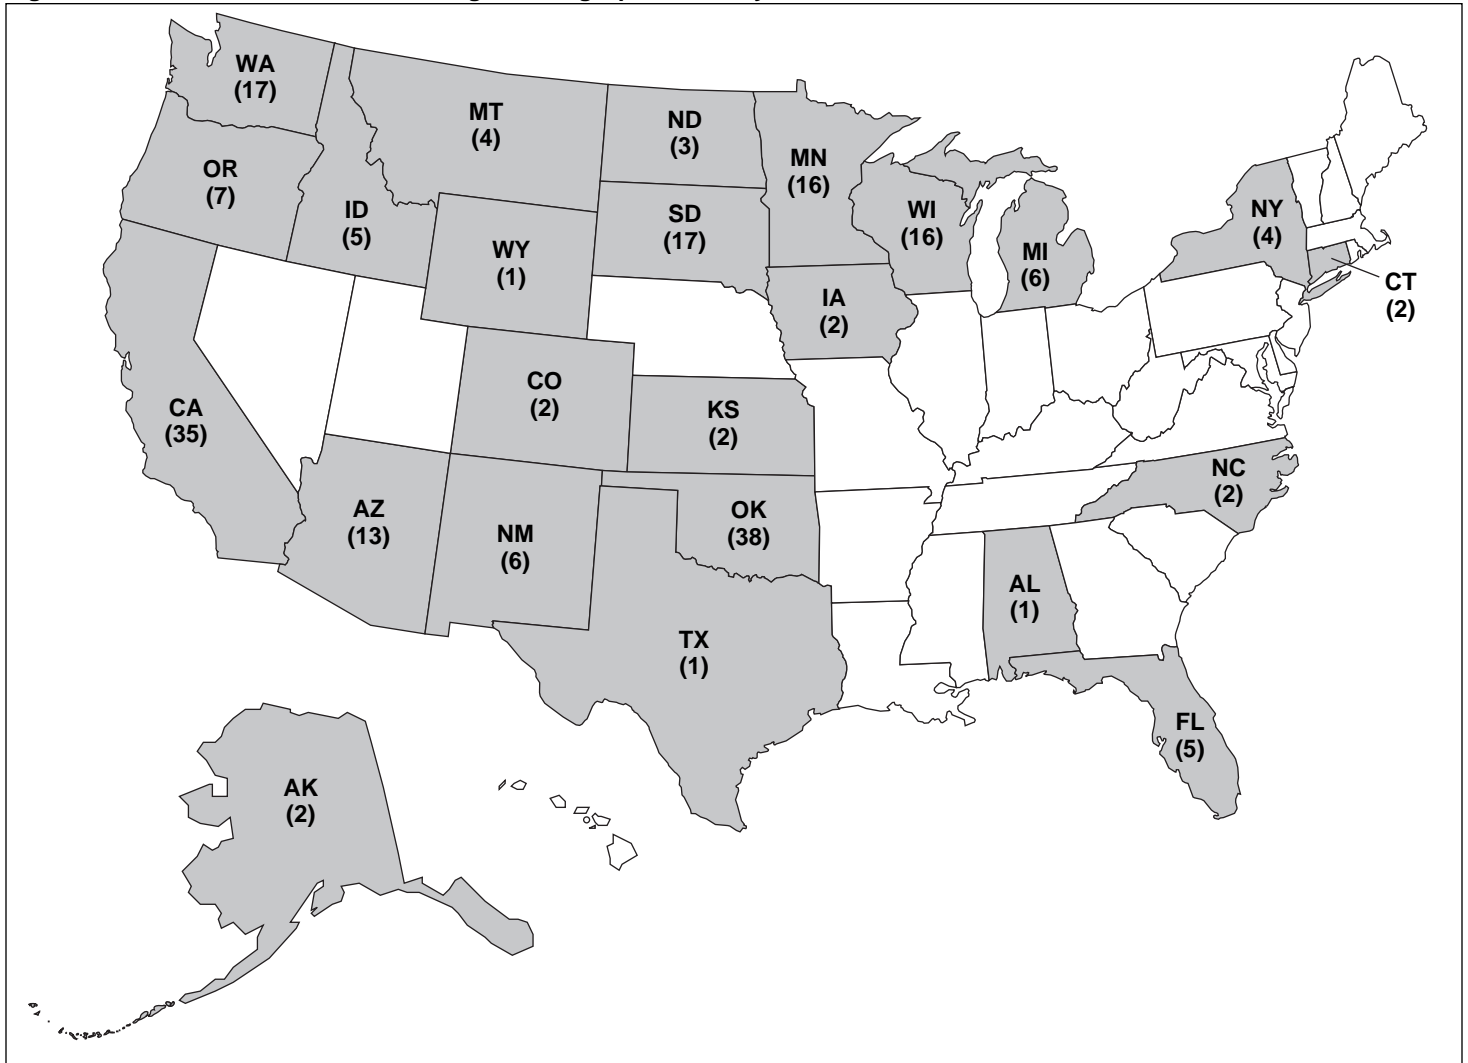 WA
(17)
MT
(4)
ND
(3)
MN
(16)
OR
(7)
ID
(5)
WY
(1)
SD
(17)
WI
(16)
MI
(6)
NY
(4)
CT
(2)
IA
(2)
CA
(35)
CO
(2)
KS
(2)
NC
(2)
AZ
(13)
NM
(6)
OK
(38)
AL
(1)
TX
(1)
FL
(5)
AK
(2)